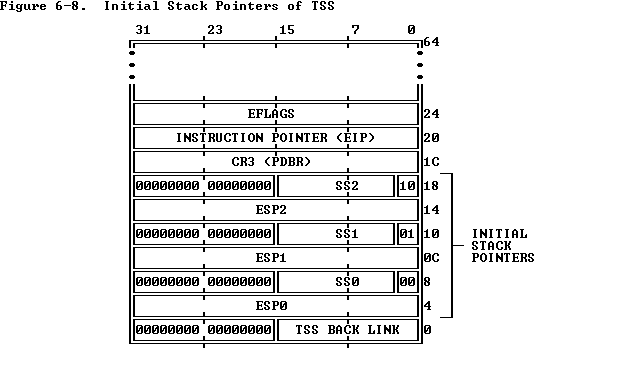 Figure 6-8.  Initial Stack Pointers of TSS
31 23 15 7 0
64
EFLAGS 24
INSTRUCTION POINTER (EIP) 20
CR3 (PDBR) 1C
00000000 00000000 SS2 10 18
ESP2 14
00000000 00000000 SS1 01 10
ESP1 0C
00000000 00000000 SS0 00 8
ESP0 4
00000000 00000000 TSS BACK LINK 0
INITIAL
STACK
POINTERS